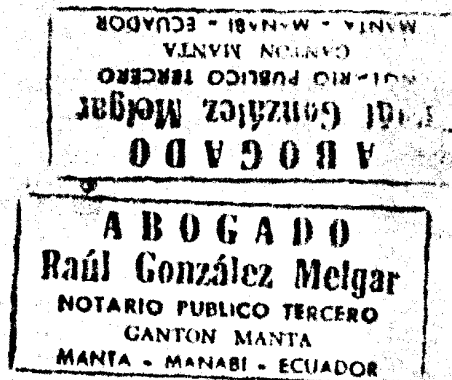 ABOGADO
Raúl González Melgar
NOTARIO PUBLICO TERCERO
CANTON MANTA
MANTA - MANABI - ECUADOR
ABOGADO
Raúl González Melgar
NOTARIO PUBLICO TERCERO
CANTON MANTA
MANTA - MANABI - ECUADOR